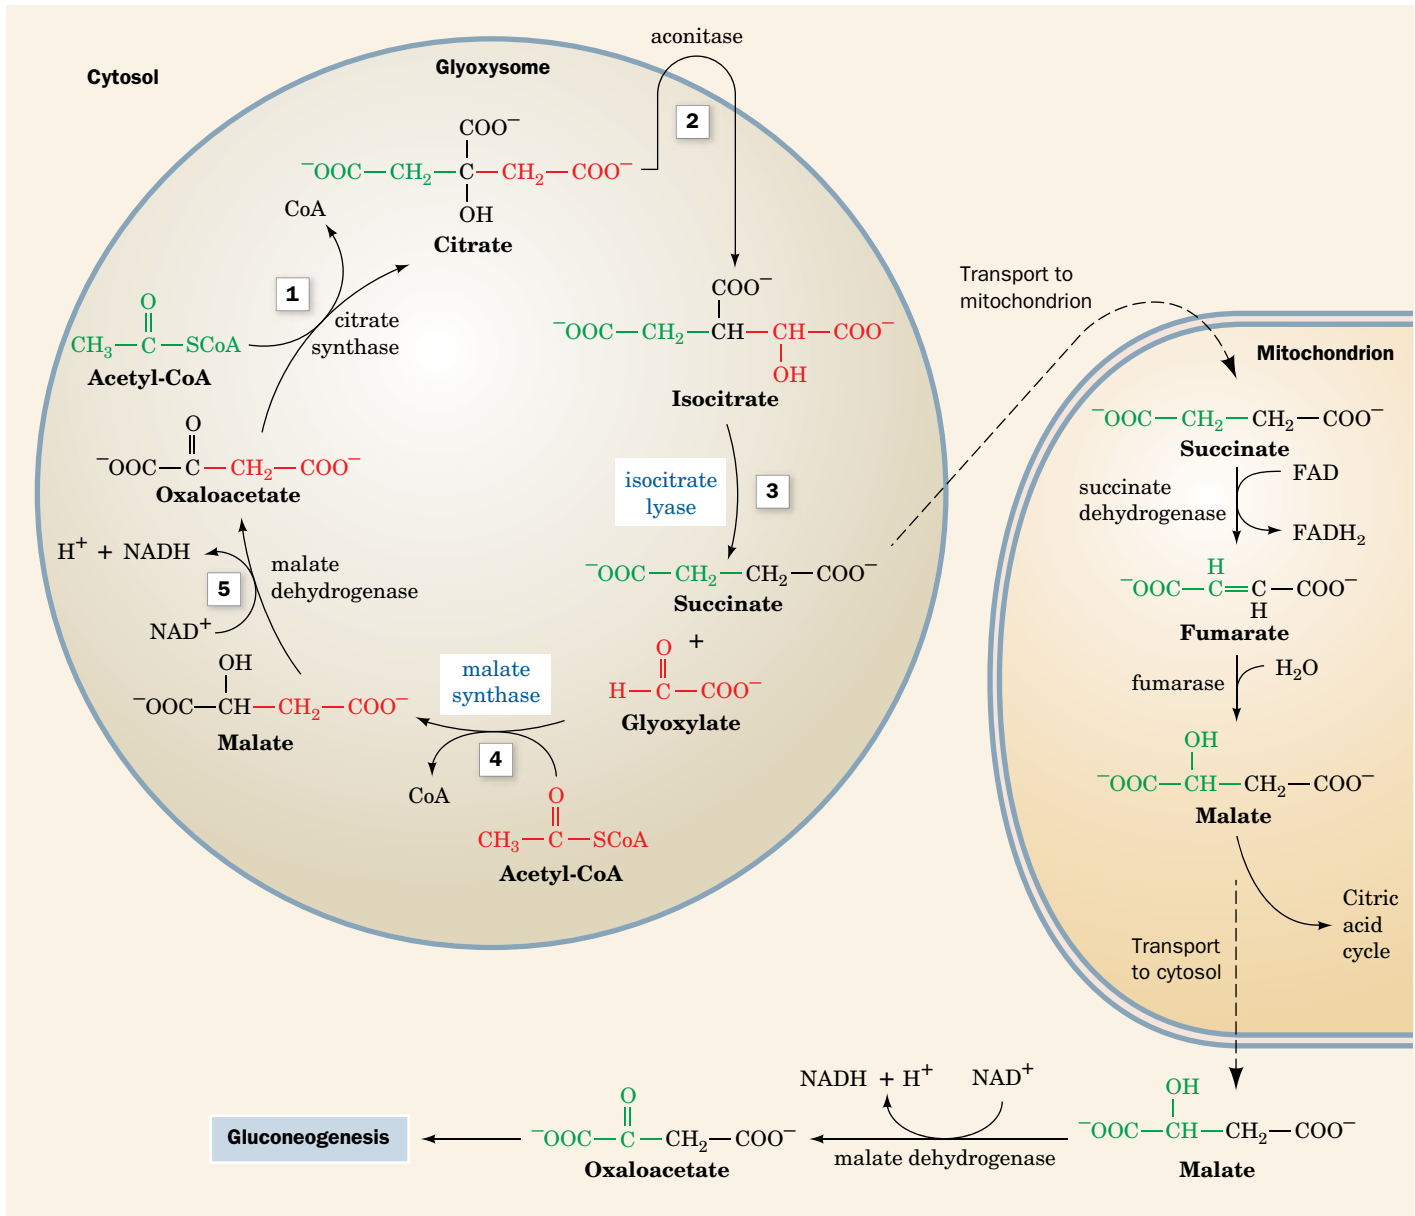 Cytosol
Glyoxysome
aconitase
2
COO⁻
⁻OOC—CH₂—C—CH₂—COO⁻
OH
Citrate
CoA
1
citrate
synthase
O
CH₃—C—SCoA
Acetyl-CoA
COO⁻
⁻OOC—CH₂—CH—CH—COO⁻
OH
Isocitrate
isocitrate
lyase
3
⁻OOC—CH₂—CH₂—COO⁻
Succinate
+
O
H—C—COO⁻
Glyoxylate
malate
synthase
4
CoA
O
CH₃—C—SCoA
Acetyl-CoA
OH
⁻OOC—CH—CH₂—COO⁻
Malate
malate
dehydrogenase
5
NAD⁺
H⁺ + NADH
O
⁻OOC—C—CH₂—COO⁻
Oxaloacetate
Transport to
mitochondrion
Mitochondrion
⁻OOC—CH₂—CH₂—COO⁻
Succinate
succinate
dehydrogenase
FAD
FADH₂
H
⁻OOC—C=C—COO⁻
H
Fumarate
fumarase
H₂O
OH
⁻OOC—CH—CH₂—COO⁻
Malate
Citric
acid
cycle
Transport
to cytosol
OH
⁻OOC—CH—CH₂—COO⁻
Malate
NADH + H⁺
NAD⁺
malate dehydrogenase
O
⁻OOC—C—CH₂—COO⁻
Oxaloacetate
Gluconeogenesis